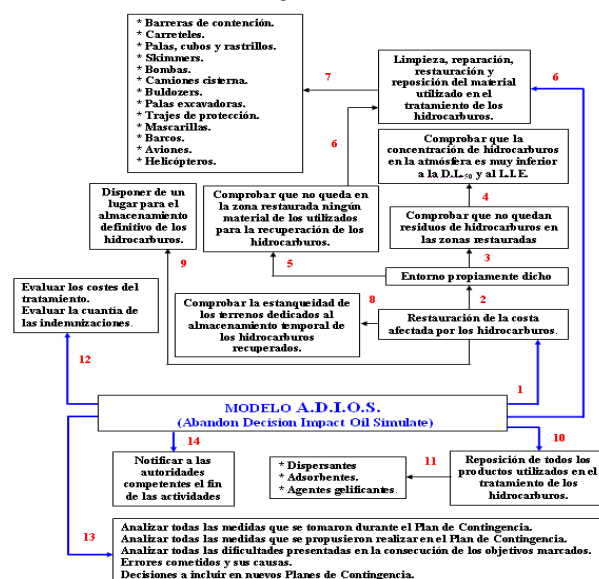 * Barreras de contención.
* Carreteles.
* Palas, cubos y rastrillos.
* Skimmers.
* Bombas.
* Camiones cisterna.
* Buldozers.
* Palas excavadoras.
* Trajes de protección.
* Mascarillas.
* Barcos.
* Aviones.
* Helicópteros.
7
Limpieza, reparación,
restauración y
reposición del material
utilizado en el
tratamiento de los
hidrocarburos.
6
6
Comprobar que la
concentración de hidrocarburos
en la atmósfera es muy inferior
a la D.L.50 y al L.I.E.
4
Disponer de un
lugar para el
almacenamiento
definitivo de los
hidrocarburos.
9
Comprobar que no queda en
la zona restaurada ningún
material de los utilizados
para la recuperación de los
hidrocarburos.
5
Comprobar que no quedan
residuos de hidrocarburos en
las zonas restauradas
3
Entorno propiamente dicho
2
Evaluar los costes del
tratamiento.
Evaluar la cuantía de
las indemnizaciones.
12
Comprobar la estanqueidad de
los terrenos dedicados al
almacenamiento temporal de
los hidrocarburos
recuperados.
8
Restauración de la costa
afectada por los hidrocarburos.
1
MODELO A.D.I.O.S.
(Abandon Decision Impact Oil Simulate)
14
10
Notificar a las
autoridades
competentes el fin
de las actividades
* Dispersantes
* Adsorbentes.
* Agentes gelificantes.
11
Reposición de todos los
productos utilizados en el
tratamiento de los
hidrocarburos.
13
Analizar todas las medidas que se tomaron durante el Plan de Contingencia.
Analizar todas las medidas que se propusieron realizar en el Plan de Contingencia.
Analizar todas las dificultades presentadas en la consecución de los objetivos marcados.
Errores cometidos y sus causas.
Decisiones a incluir en nuevos Planes de Contingencia.